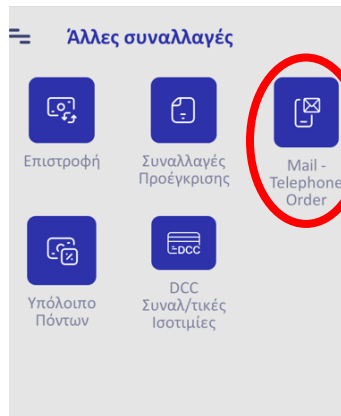 Άλλες συναλλαγές
Επιστροφή
Συναλλαγές
Προέγκρισης
Mail -
Telephone
Order
Υπόλοιπο
Πόντων
DCC
DCC
Συναλ/τικές
Ισοτιμίες